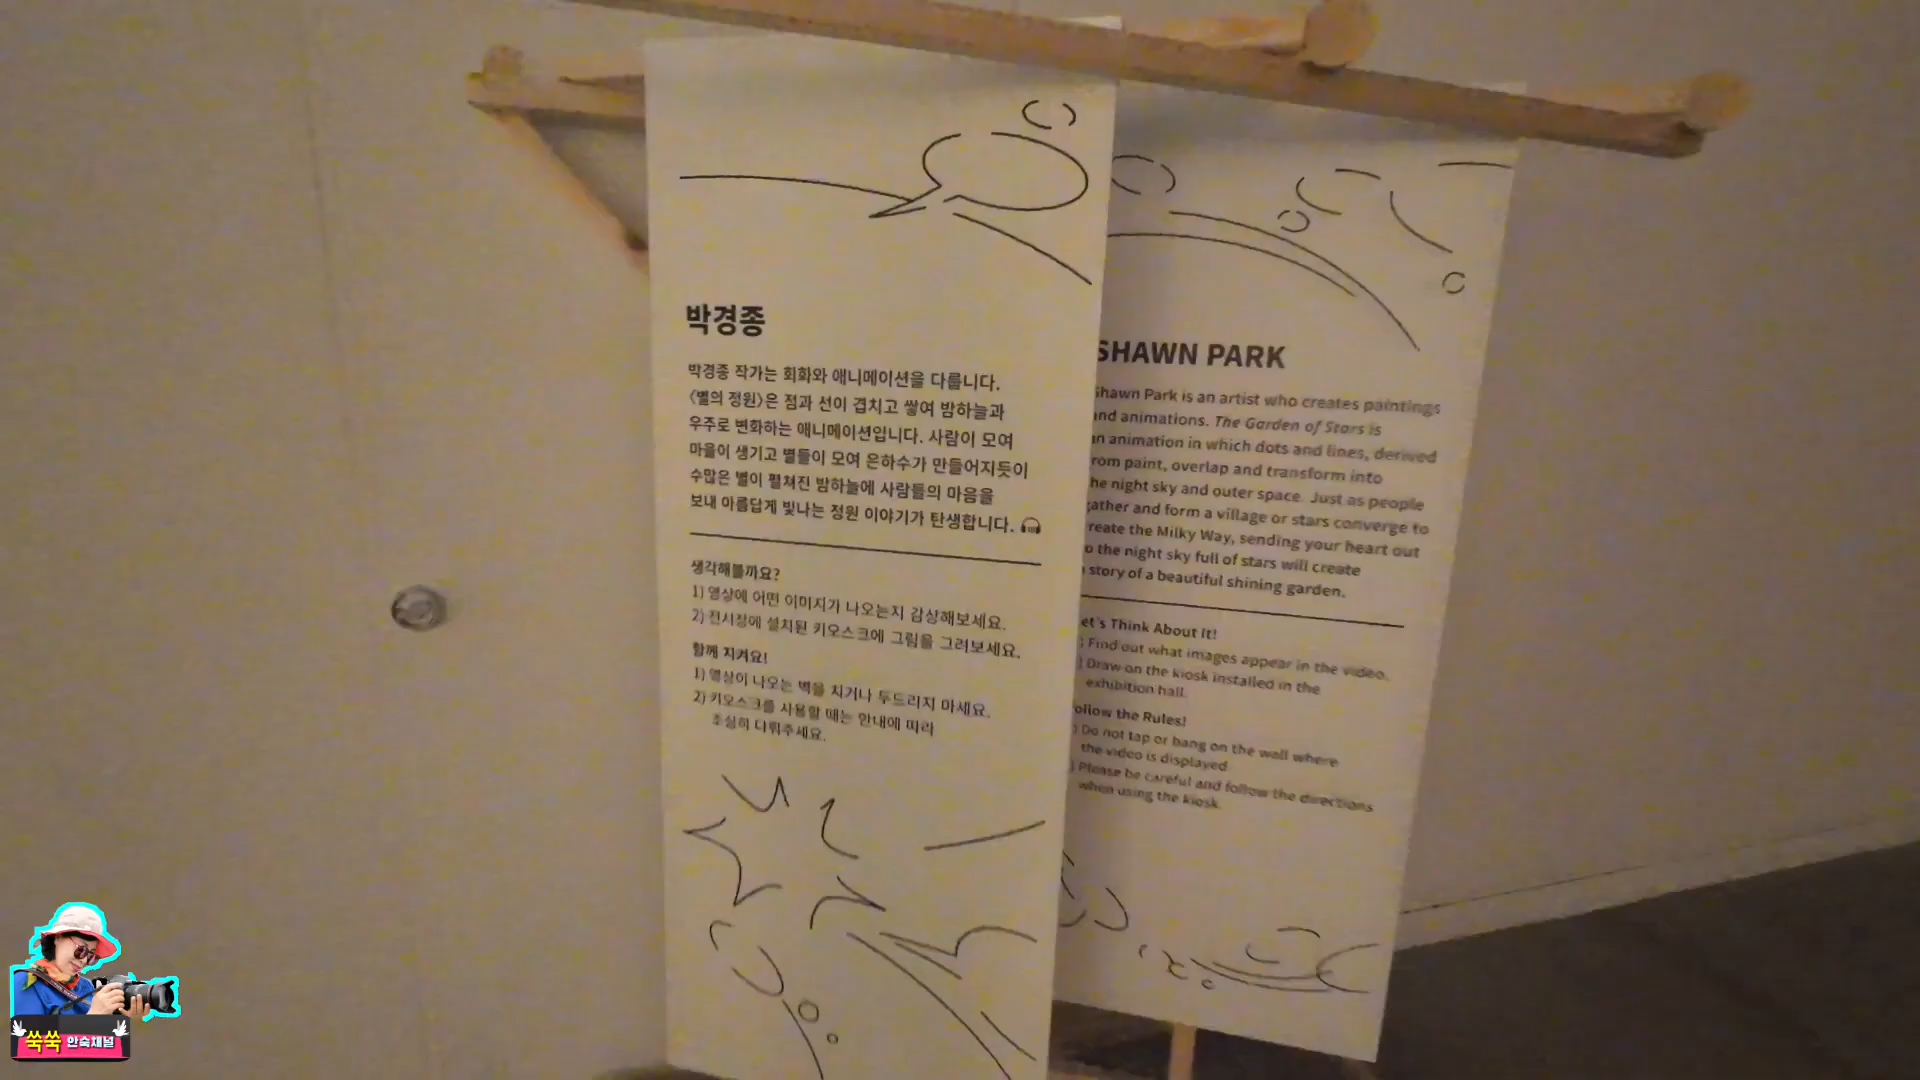 박경종
박경종 작가는 회화와 애니메이션을 다룹니다.
〈별의 정원〉은 점과 선이 겹치고 쌓여 밤하늘과
우주로 변화하는 애니메이션입니다. 사람이 모여
마을이 생기고 별들이 모여 은하수가 만들어지듯이
수많은 별이 펼쳐진 밤하늘에 사람들의 마음을
보내 아름답게 빛나는 정원 이야기가 탄생합니다.
생각해볼까요?
1) 영상에 어떤 이미지가 나오는지 감상해보세요.
2) 전시장에 설치된 키오스크에 그림을 그려보세요.
함께 지켜요!
1) 영상이 나오는 벽을 치거나 두드리지 마세요.
2) 키오스크를 사용할 때는 안내에 따라
조심히 다뤄주세요.
SHAWN PARK
Shawn Park is an artist who creates paintings
and animations. The Garden of Stars is
an animation in which dots and lines, derived
from paint, overlap and transform into
the night sky and outer space. Just as people
gather and form a village or stars converge to
create the Milky Way, sending your heart out
to the night sky full of stars will create
story of a beautiful shining garden.
Let's Think About It!
Find out what images appear in the video.
) Draw on the kiosk installed in the
exhibition hall.
Follow the Rules!
) Do not tap or bang on the wall where
the video is displayed.
) Please be careful and follow the directions
when using the kiosk.
쑥쑥 안숙채널